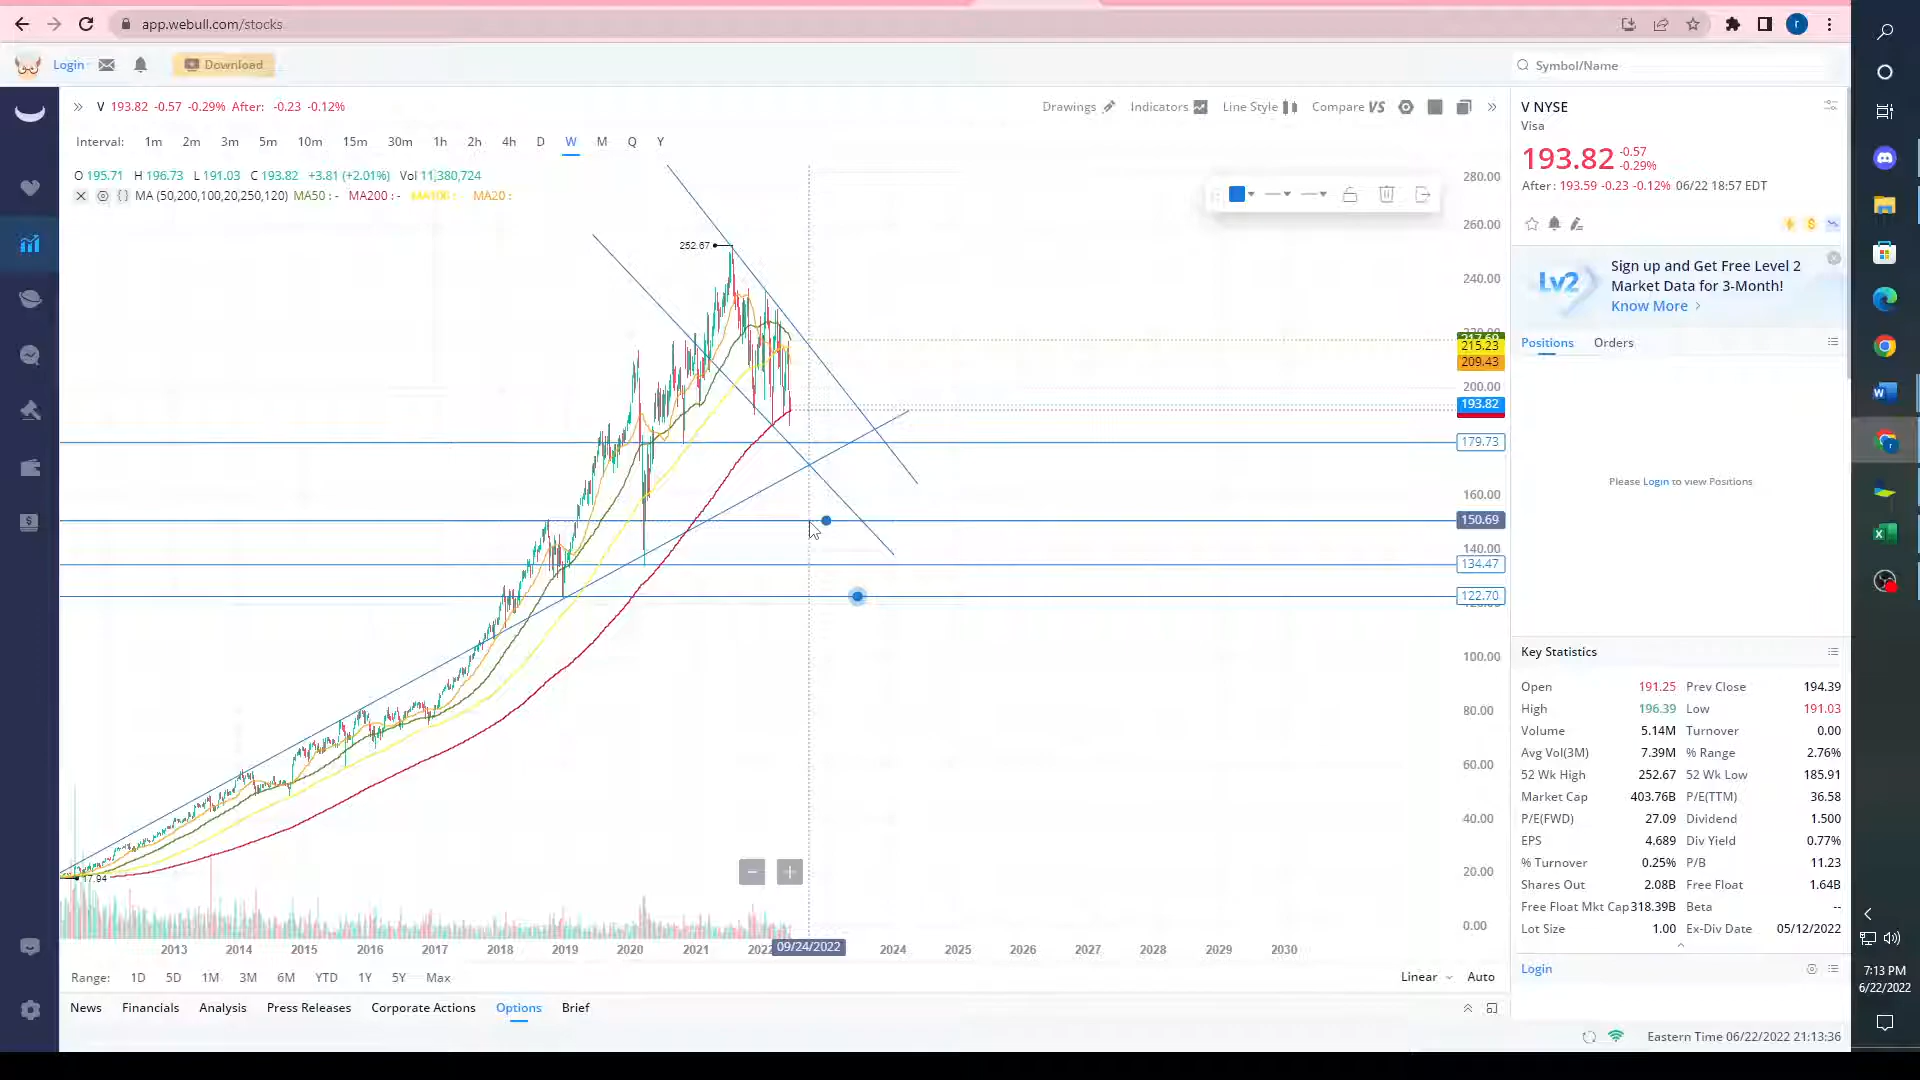 app.webull.com/stocks
r
Login
Download
Symbol/Name
V 193.82 -0.57 -0.29% After: -0.23 -0.12%
Drawings
Indicators
Line Style
Compare VS
Interval: 1m 2m 3m 5m 10m 15m 30m 1h 2h 4h D W M Q Y
O 195.71 H 196.73 L 191.03 C 193.82 +3.81 (+2.01%) Vol 11,380,724
MA (50,200,100,20,250,120) MA50 : - MA200 : - MA100 : - MA20 :
252.67
17.94
280.00
260.00
240.00
215.23
209.43
200.00
193.82
179.73
160.00
150.69
140.00
134.47
122.70
100.00
80.00
60.00
40.00
20.00
0.00
2013 2014 2015 2016 2017 2018 2019 2020 2021 2022 09/24/2022 2024 2025 2026 2027 2028 2029 2030
Range: 1D 5D 1M 3M 6M YTD 1Y 5Y Max
Linear Auto
News Financials Analysis Press Releases Corporate Actions Options Brief
V NYSE
Visa
193.82 -0.57
-0.29%
After : 193.59 -0.23 -0.12% 06/22 18:57 EDT
Lv2
Sign up and Get Free Level 2
Market Data for 3-Month!
Know More >
Positions Orders
Please Login to view Positions
Key Statistics
Open 191.25 Prev Close 194.39
High 196.39 Low 191.03
Volume 5.14M Turnover 0.00
Avg Vol(3M) 7.39M % Range 2.76%
52 Wk High 252.67 52 Wk Low 185.91
Market Cap 403.76B P/E(TTM) 36.58
P/E(FWD) 27.09 Dividend 1.500
EPS 4.689 Div Yield 0.77%
% Turnover 0.25% P/B 11.23
Shares Out 2.08B Free Float 1.64B
Free Float Mkt Cap 318.39B Beta --
Lot Size 1.00 Ex-Div Date 05/12/2022
Login
Eastern Time 06/22/2022 21:13:36
7:13 PM
6/22/2022